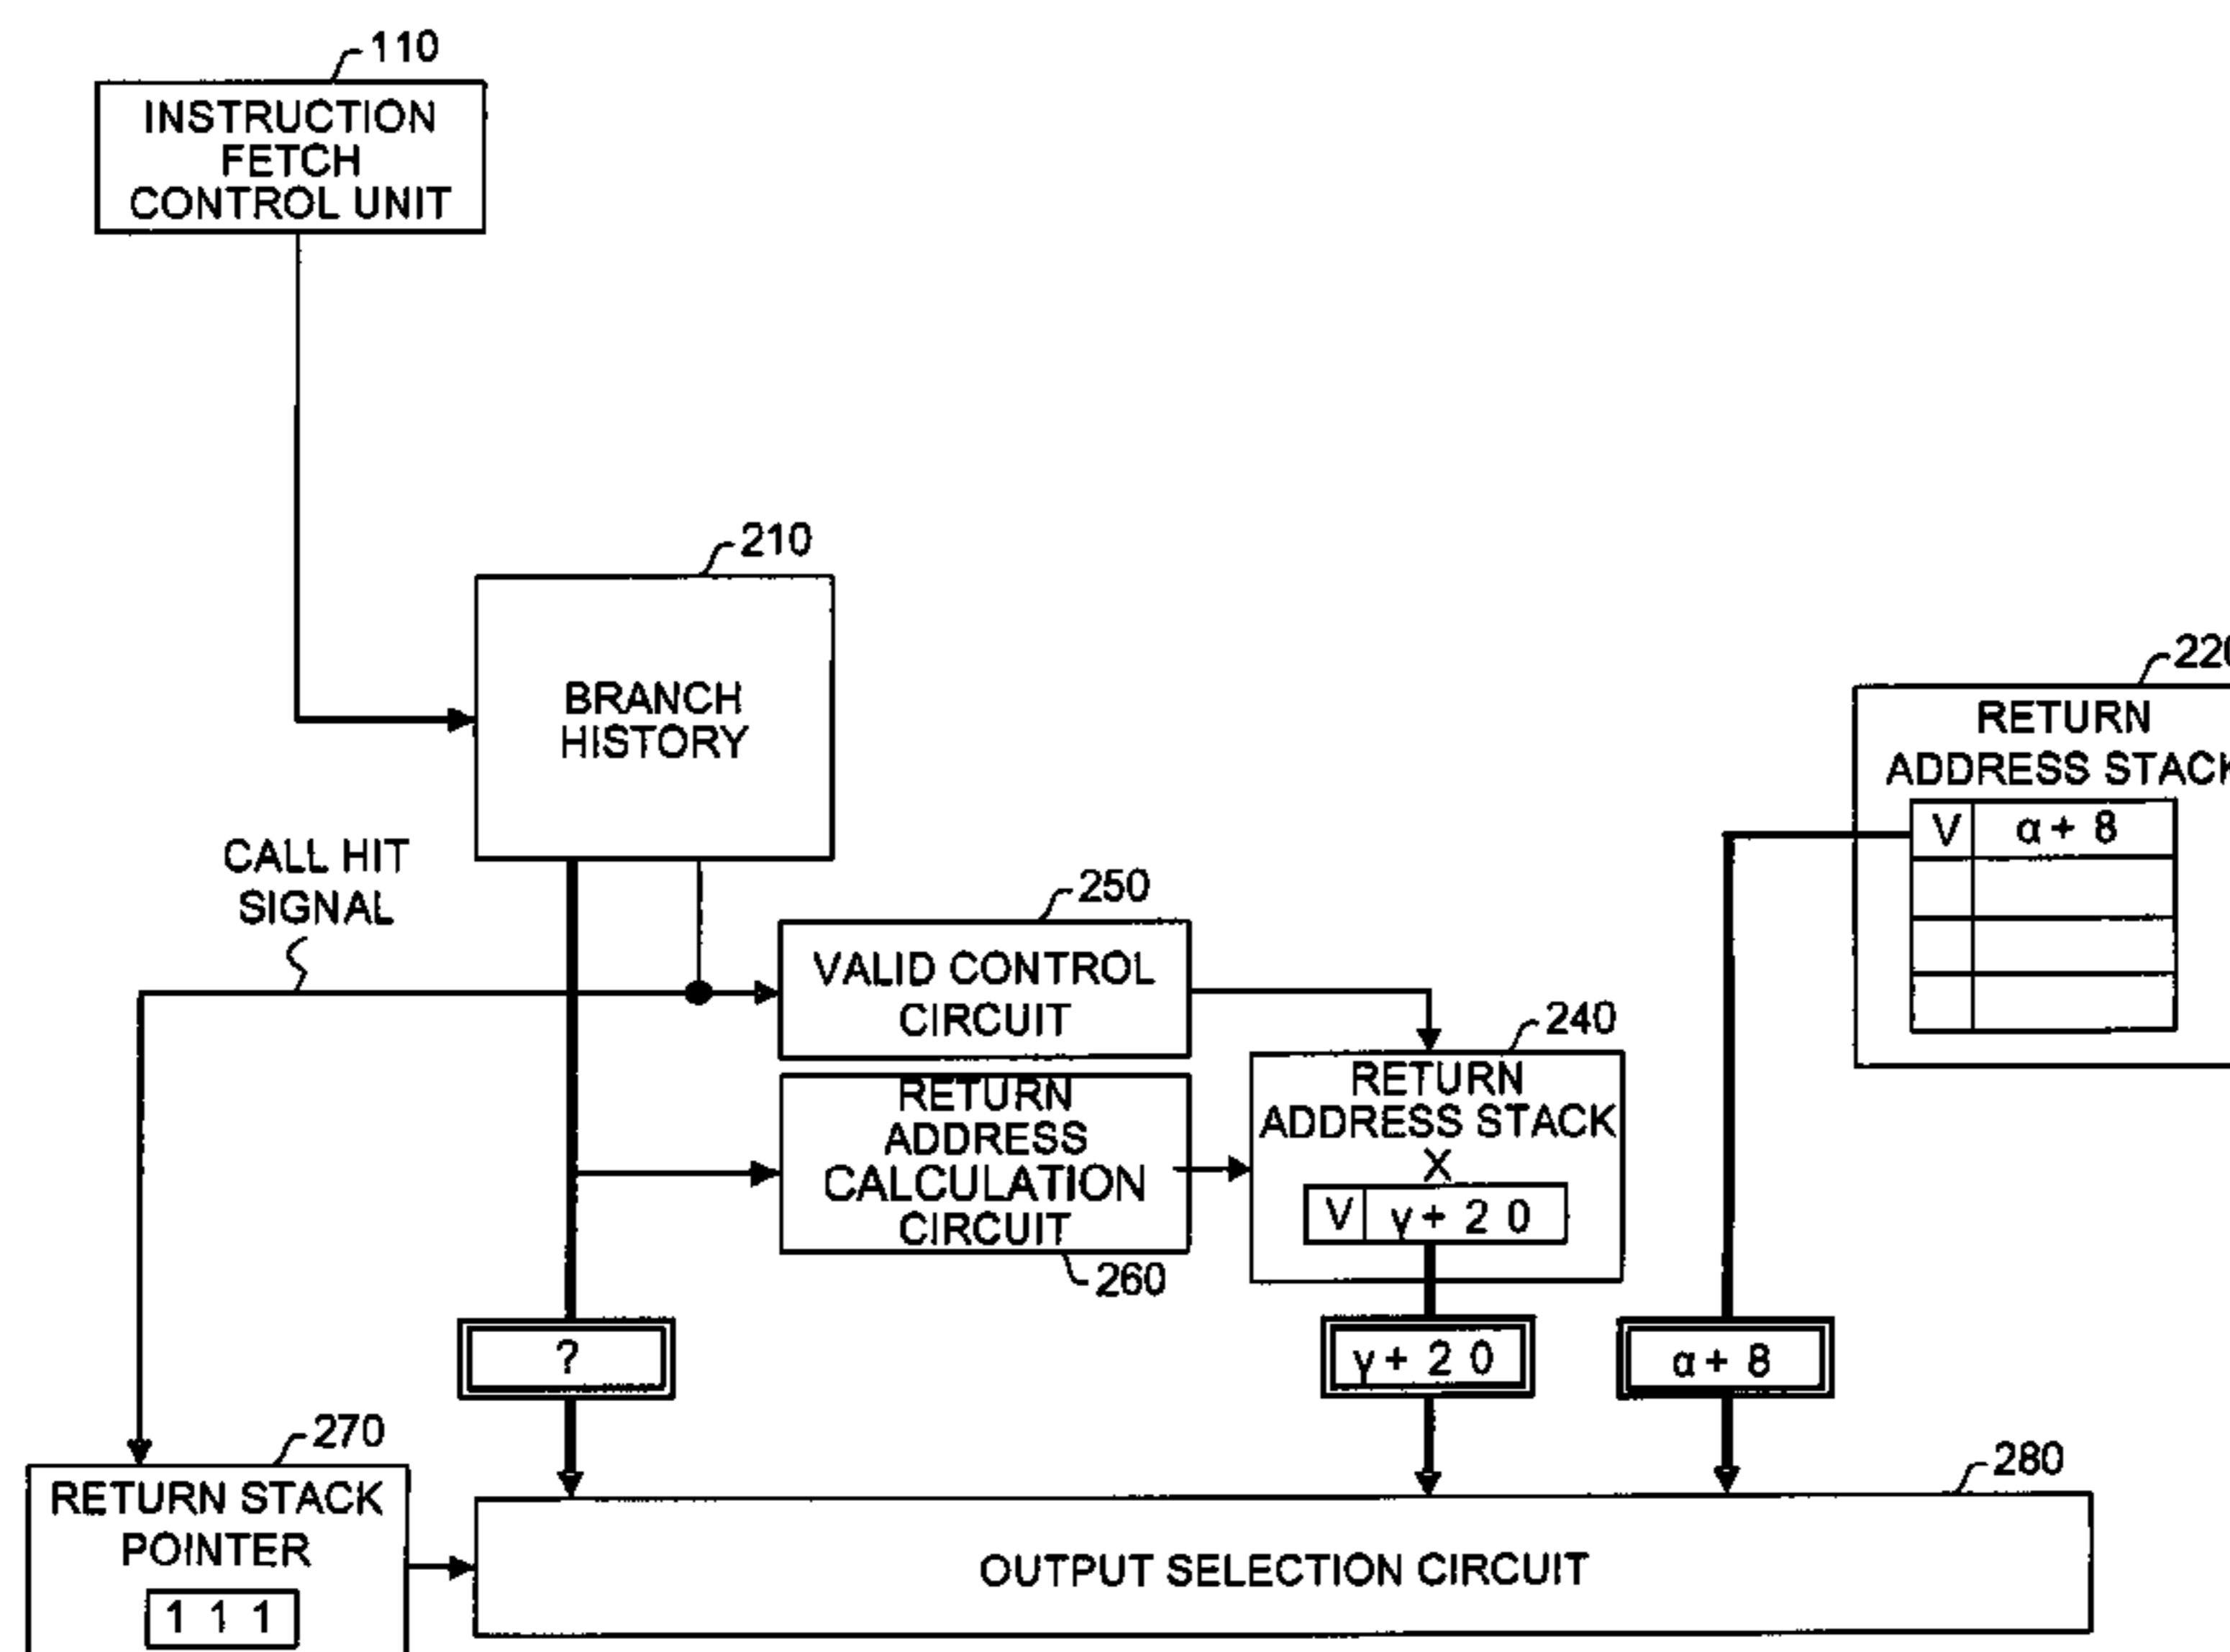 110
INSTRUCTION
FETCH
CONTROL UNIT
210
BRANCH
HISTORY
220
RETURN
ADDRESS STACK
V α + 8
CALL HIT
SIGNAL
250
VALID CONTROL
CIRCUIT
240
RETURN
ADDRESS STACK
X
V γ + 2 0
RETURN
ADDRESS
CALCULATION
CIRCUIT
260
?
γ + 2 0
α + 8
270
RETURN STACK
POINTER
1 1 1
280
OUTPUT SELECTION CIRCUIT